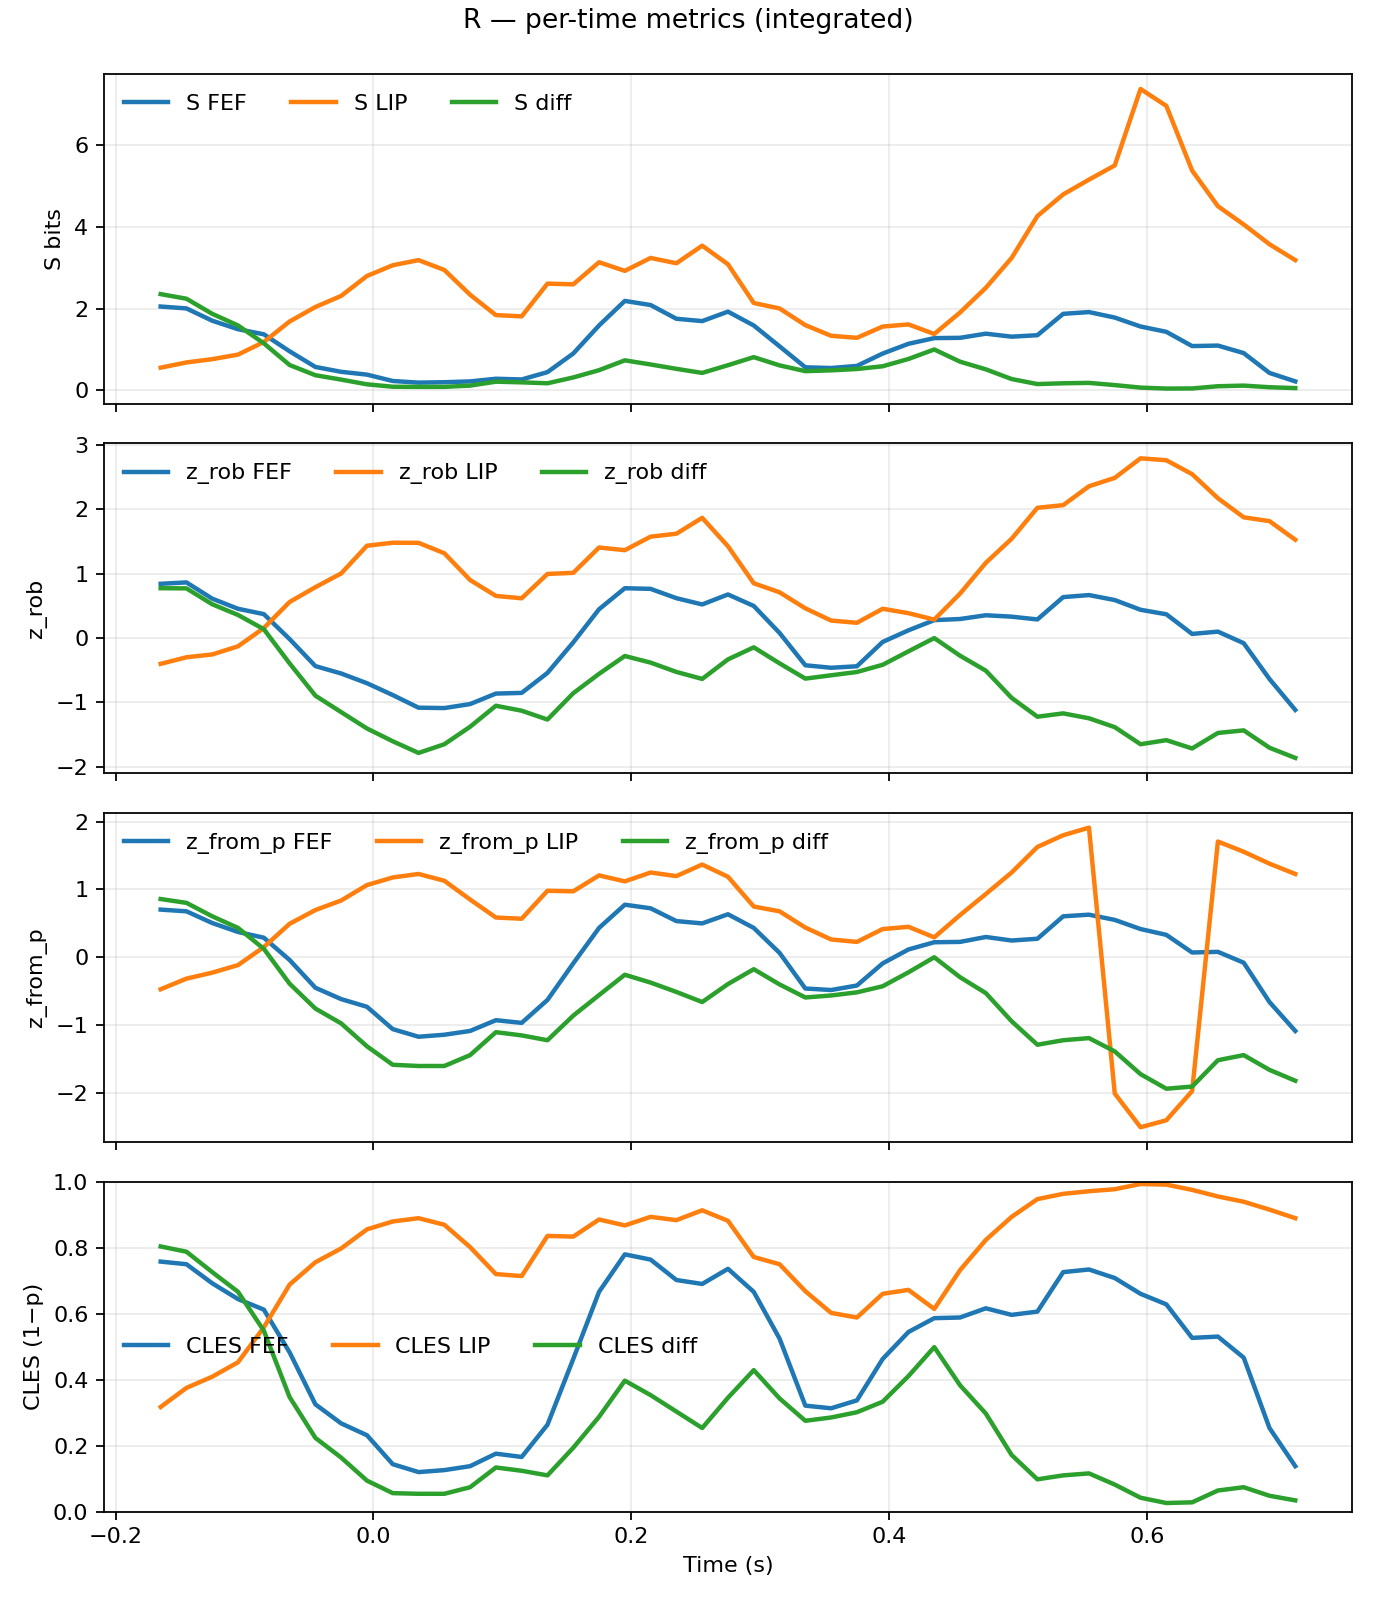 R — per-time metrics (integrated)
S FEF S LIP S diff
6
4
2
0
S bits
z_rob FEF z_rob LIP z_rob diff
3
2
1
0
−1
−2
z_rob
z_from_p FEF z_from_p LIP z_from_p diff
2
1
0
−1
−2
z_from_p
CLES FEF CLES LIP CLES diff
1.0
0.8
0.6
0.4
0.2
0.0
CLES (1−p)
−0.2 0.0 0.2 0.4 0.6
Time (s)